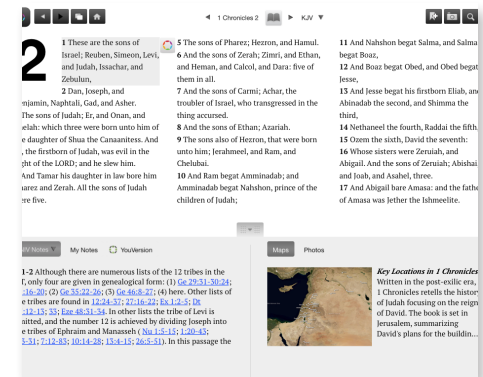 1 Chronicles 2
KJV
2
1 These are the sons of
Israel; Reuben, Simeon, Levi,
and Judah, Issachar, and
Zebulun,
2 Dan, Joseph, and
enjamin, Naphtali, Gad, and Asher.
The sons of Judah; Er, and Onan, and
elah: which three were born unto him of
e daughter of Shua the Canaanitess. And
, the firstborn of Judah, was evil in the
ght of the LORD; and he slew him.
And Tamar his daughter in law bore him
arez and Zerah. All the sons of Judah
ere five.
5 The sons of Pharez; Hezron, and Hamul.
6 And the sons of Zerah; Zimri, and Ethan,
and Heman, and Calcol, and Dara: five of
them in all.
7 And the sons of Carmi; Achar, the
troubler of Israel, who transgressed in the
thing accursed.
8 And the sons of Ethan; Azariah.
9 The sons also of Hezron, that were born
unto him; Jerahmeel, and Ram, and
Chelubai.
10 And Ram begat Amminadab; and
Amminadab begat Nahshon, prince of the
children of Judah;
11 And Nahshon begat Salma, and Salma
begat Boaz,
12 And Boaz begat Obed, and Obed begat
Jesse,
13 And Jesse begat his firstborn Eliab, and
Abinadab the second, and Shimma the
third,
14 Nethaneel the fourth, Raddai the fifth,
15 Ozem the sixth, David the seventh:
16 Whose sisters were Zeruiah, and
Abigail. And the sons of Zeruiah; Abishai,
and Joab, and Asahel, three.
17 And Abigail bare Amasa: and the fathe
of Amasa was Jether the Ishmeelite.
NIV Notes
My Notes
YouVersion
1-2 Although there are numerous lists of the 12 tribes in the
T, only four are given in genealogical form: (1) Ge 29:31-30:24;
:16-20; (2) Ge 35:22-26; (3) Ge 46:8-27; (4) here. Other lists of
e tribes are found in 12:24-37; 27:16-22; Ex 1:2-5; Dt
:12-13; 33; Eze 48:31-34. In other lists the tribe of Levi is
mitted, and the number 12 is achieved by dividing Joseph into
e tribes of Ephraim and Manasseh ( Nu 1:5-15; 1:20-43;
3-31; 7:12-83; 10:14-28; 13:4-15; 26:5-51). In this passage the
Maps
Photos
Key Locations in 1 Chronicles
Written in the post-exilic era,
1 Chronicles retells the histor
of Judah focusing on the reign
of David. The book is set in
Jerusalem, summarizing
David's plans for the buildin...